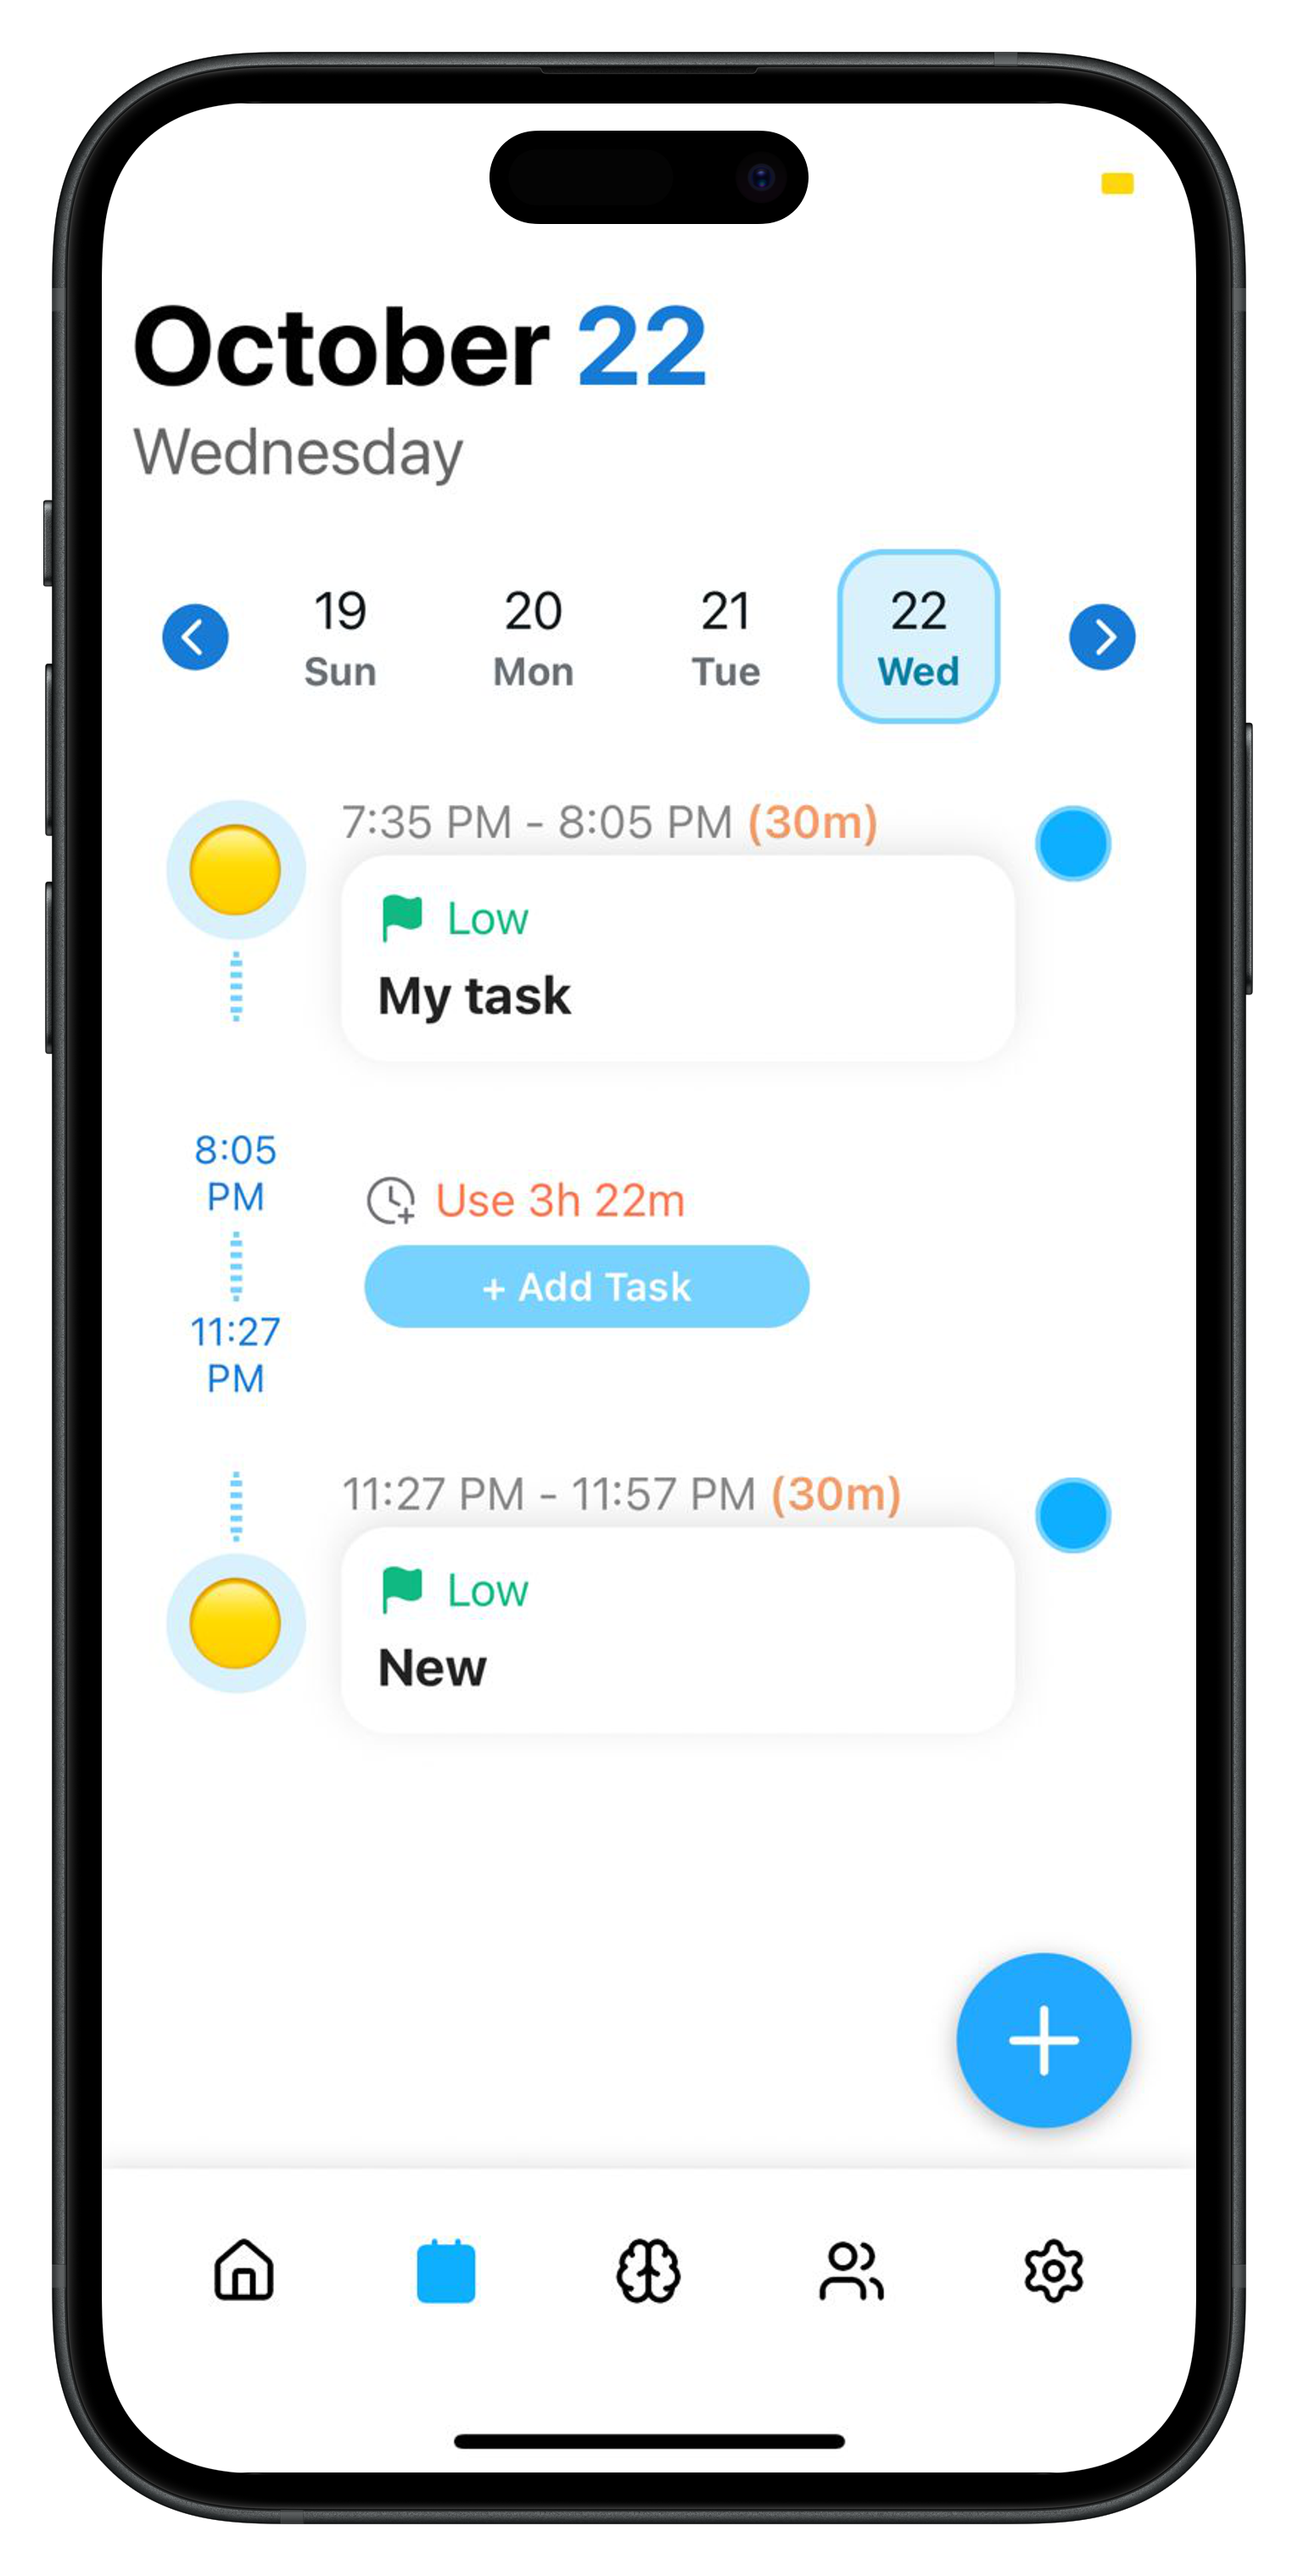 October 22
Wednesday
19 20 21 22
Sun Mon Tue Wed
7:35 PM - 8:05 PM (30m)
Low
My task
8:05
PM
Use 3h 22m
+ Add Task
11:27
PM
11:27 PM - 11:57 PM (30m)
Low
New